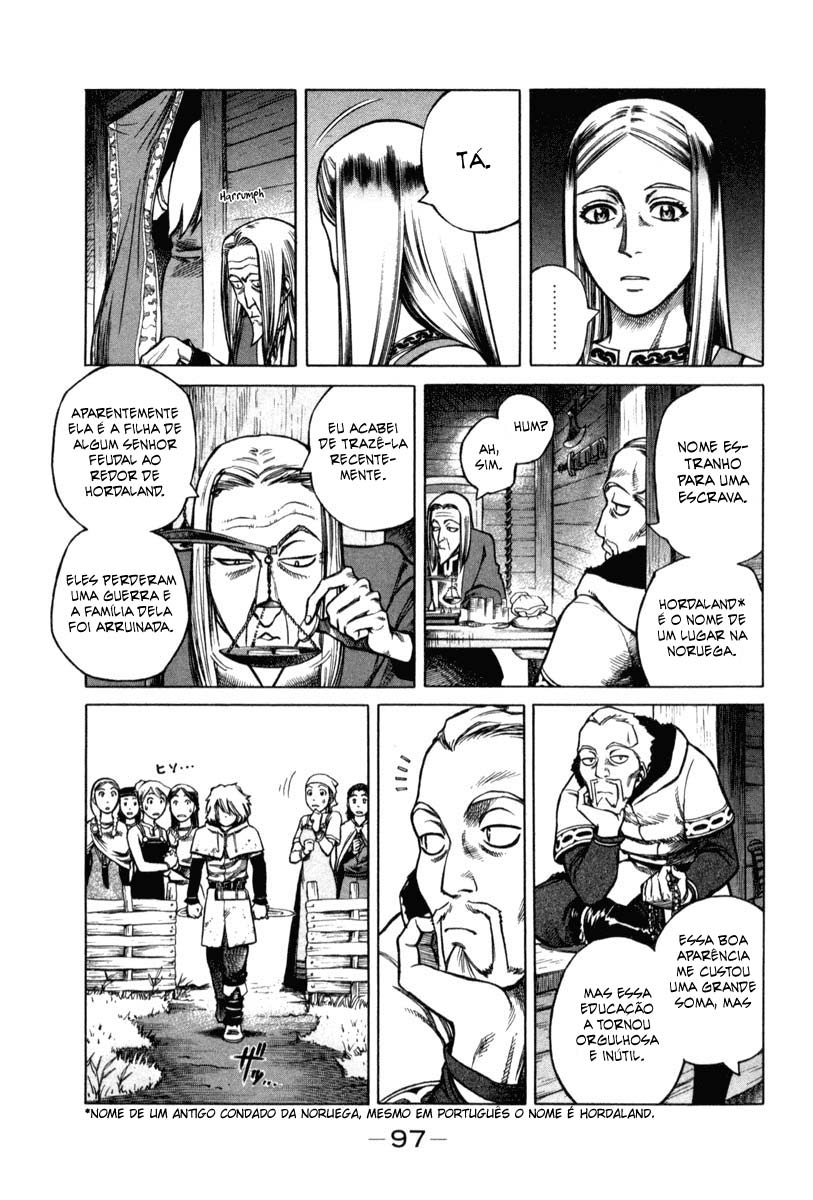 .........
TÁ.
Harrumph
NOME ES-
TRANHO
PARA UMA
ESCRAVA.
HORDALAND*
É O NOME DE
UM LUGAR NA
NORUEGA.
HUM?
AH,
SIM.
EU ACABEI
DE TRAZÊ-LA
RECENTE-
MENTE.
APARENTEMENTE
ELA É A FILHA DE
ALGUM SENHOR
FEUDAL AO
REDOR DE
HORDALAND.
ELES PERDERAM
UMA GUERRA E
A FAMÍLIA DELA
FOI ARRUINADA.
ESSA BOA
APARÊNCIA
ME CUSTOU
UMA GRANDE
SOMA, MAS
MAS ESSA
EDUCAÇÃO
A TORNOU
ORGULHOSA
E INÚTIL.
ヒソ...
ザッ...
*NOME DE UM ANTIGO CONDADO DA NORUEGA, MESMO EM PORTUGUÊS O NOME É HORDALAND.
—97—